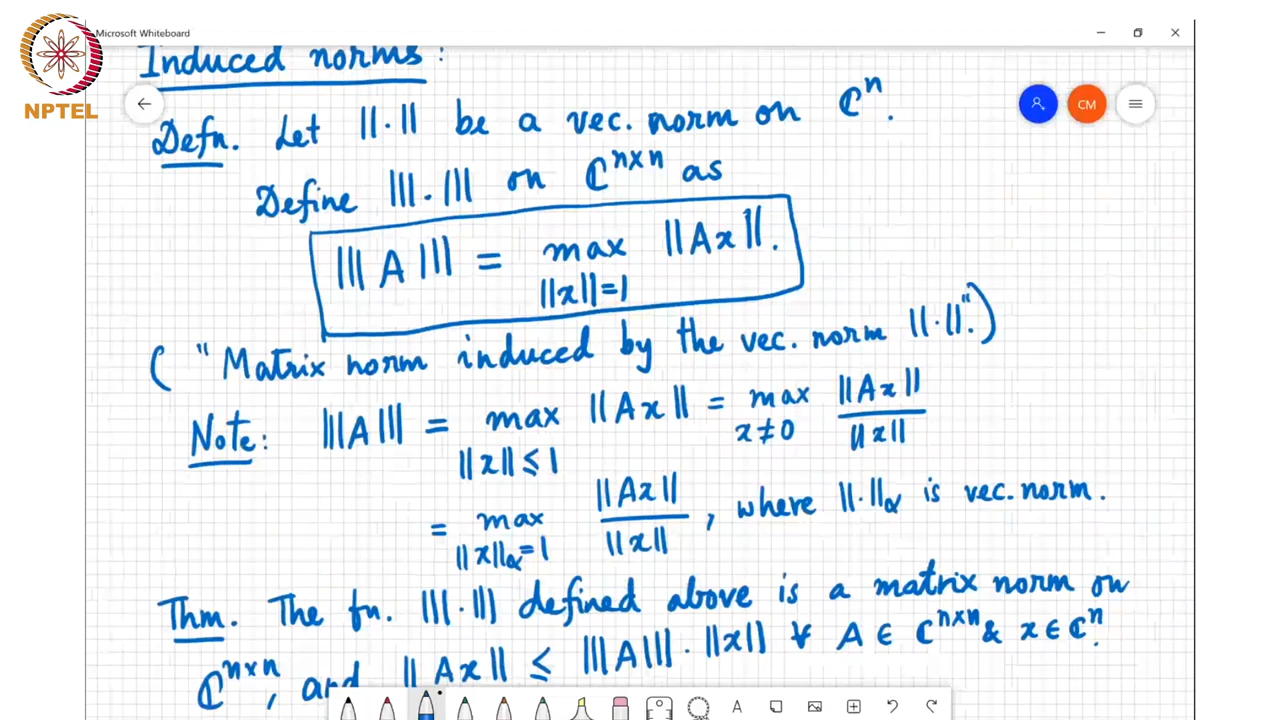 Microsoft Whiteboard
NPTEL
CM
Induced norms:
Defn. Let ||·|| be a vec. norm on ℂⁿ.
Define |||·||| on ℂⁿˣⁿ as
|||A||| = max ||Ax||.
||x||=1
( "Matrix norm induced by the vec. norm ||·||". )
Note: |||A||| = max ||Ax|| = max ||Ax|| / ||x||
||x|| ≤ 1 x≠0
= max ||Ax|| / ||x|| , where ||·||α is vec. norm.
||x||α=1
Thm. The fn. |||·||| defined above is a matrix norm on
ℂⁿˣⁿ, and ||Ax|| ≤ |||A|||·||x|| ∀ A ∈ ℂⁿˣⁿ & x ∈ ℂⁿ.